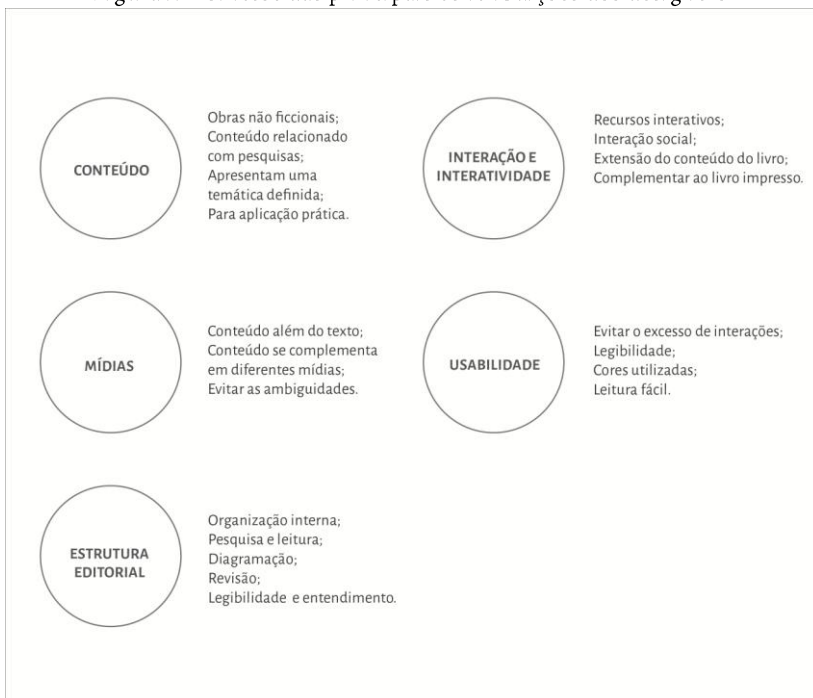 CONTEÚDO
Obras não ficcionais;
Conteúdo relacionado
com pesquisas;
Apresentam uma
temática definida;
Para aplicação prática.
INTERAÇÃO E
INTERATIVIDADE
Recursos interativos;
Interação social;
Extensão do conteúdo do livro;
Complementar ao livro impresso.
MÍDIAS
Conteúdo além do texto;
Conteúdo se complementa
em diferentes mídias;
Evitar as ambiguidades.
USABILIDADE
Evitar o excesso de interações;
Legibilidade;
Cores utilizadas;
Leitura fácil.
ESTRUTURA
EDITORIAL
Organização interna;
Pesquisa e leitura;
Diagramação;
Revisão;
Legibilidade e entendimento.